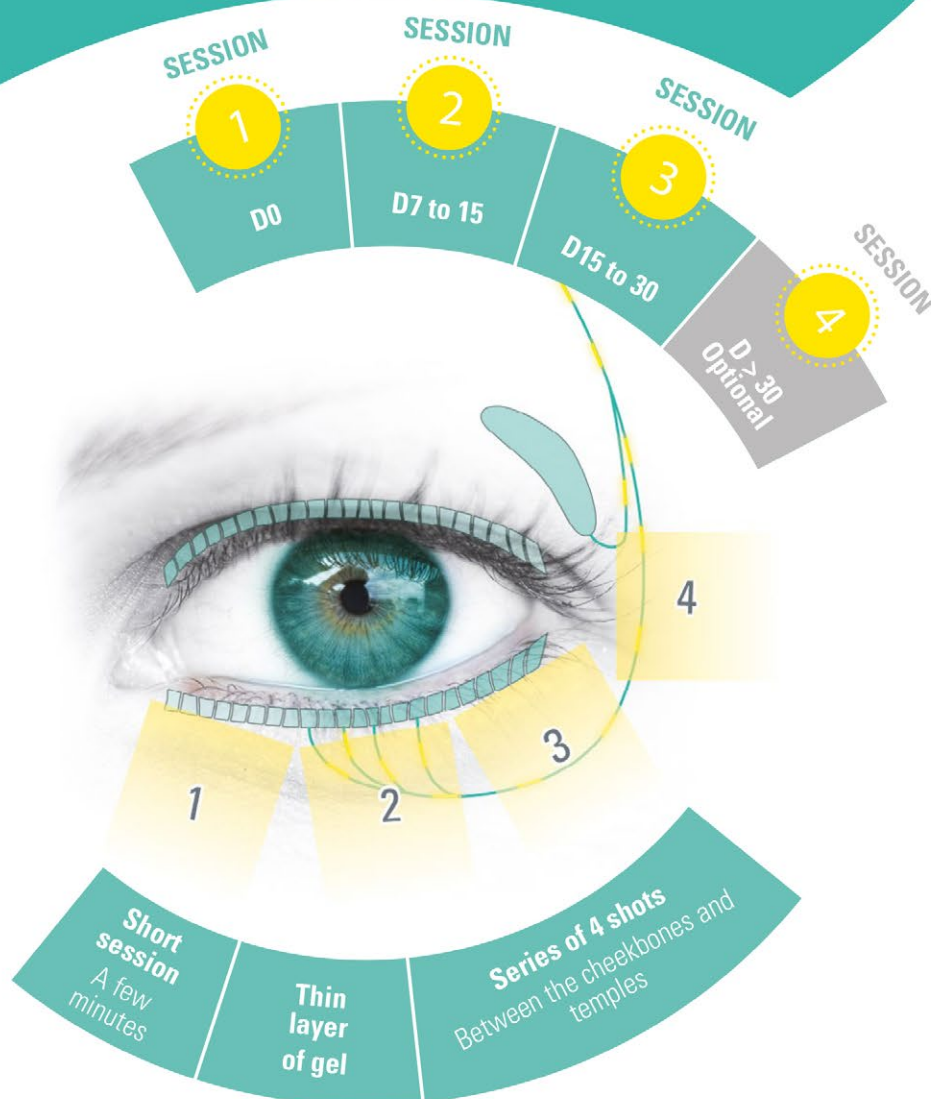 SESSION
1
D0
SESSION
2
D7 to 15
SESSION
3
D15 to 30
SESSION
4
D > 30
Optional
1
2
3
4
Short
session
A few
minutes
Thin
layer
of gel
Series of 4 shots
Between the cheekbones and
temples